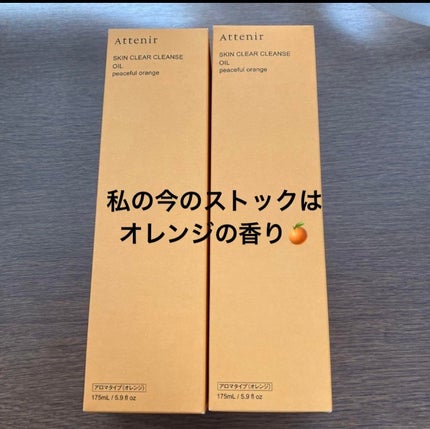 Attenir
SKIN CLEAR CLEANSE
OIL
peaceful orange
Attenir
SKIN CLEAR CLEANSE
OIL
peaceful orange
私の今のストックは
オレンジの香り🍊
アロマタイプ(オレンジ)
175mL / 5.9 fl oz
アロマタイプ(オレンジ)
175mL / 5.9 fl oz